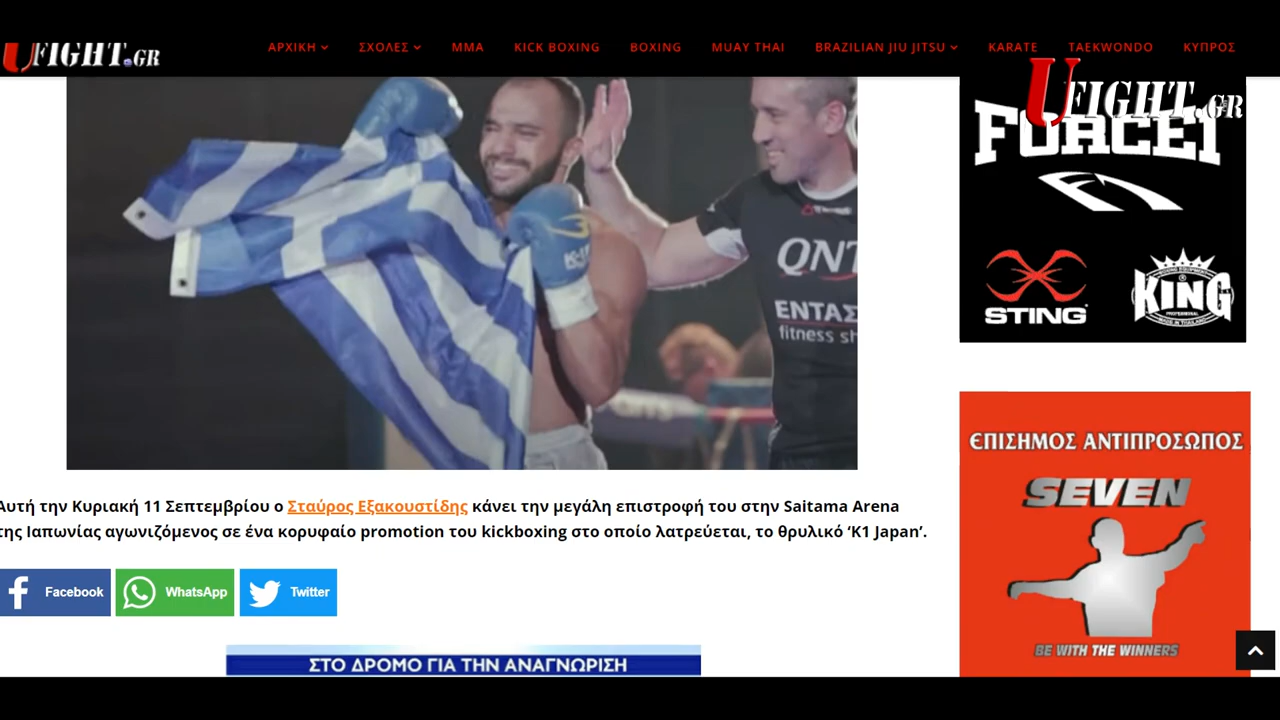 UFIGHT.GR
ΑΡΧΙΚΗ ΣΧΟΛΕΣ MMA KICK BOXING BOXING MUAY THAI BRAZILIAN JIU JITSU KARATE TAEKWONDO ΚΥΠΡΟΣ
UFIGHT.GR
FORCE1
QNT
ΕΝΤΑΣ
fitness sh
K-1
STING
KING
PROFESSIONAL
Αυτή την Κυριακή 11 Σεπτεμβρίου ο Σταύρος Εξακουστίδης κάνει την μεγάλη επιστροφή του στην Saitama Arena
της Ιαπωνίας αγωνιζόμενος σε ένα κορυφαίο promotion του kickboxing στο οποίο λατρεύεται, το θρυλικό ‘K1 Japan’.
Facebook WhatsApp Twitter
ΣΤΟ ΔΡΟΜΟ ΓΙΑ ΤΗΝ ΑΝΑΓΝΩΡΙΣΗ
ΕΠΙΣΗΜΟΣ ΑΝΤΙΠΡΟΣΩΠΟΣ
SEVEN
BE WITH THE WINNERS